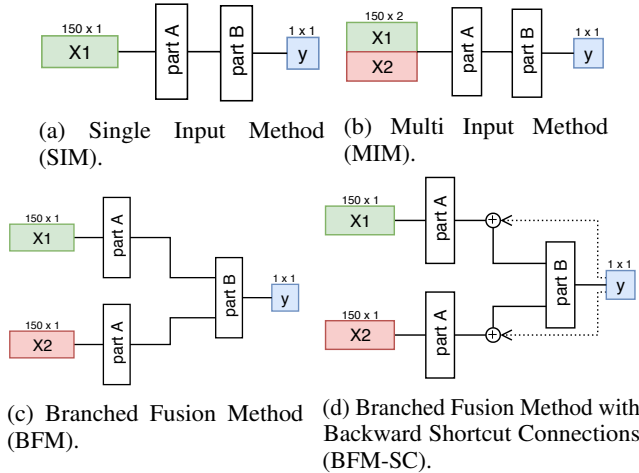 150 x 1
X1
part A
part B
1 x 1
y
(a) Single Input Method
(SIM).
150 x 2
X1
X2
part A
part B
1 x 1
y
(b) Multi Input Method
(MIM).
150 x 1
X1
part A
150 x 1
X2
part A
part B
1 x 1
y
(c) Branched Fusion Method
(BFM).
150 x 1
X1
part A
+
150 x 1
X2
part A
+
part B
1 x 1
y
(d) Branched Fusion Method with
Backward Shortcut Connections
(BFM-SC).